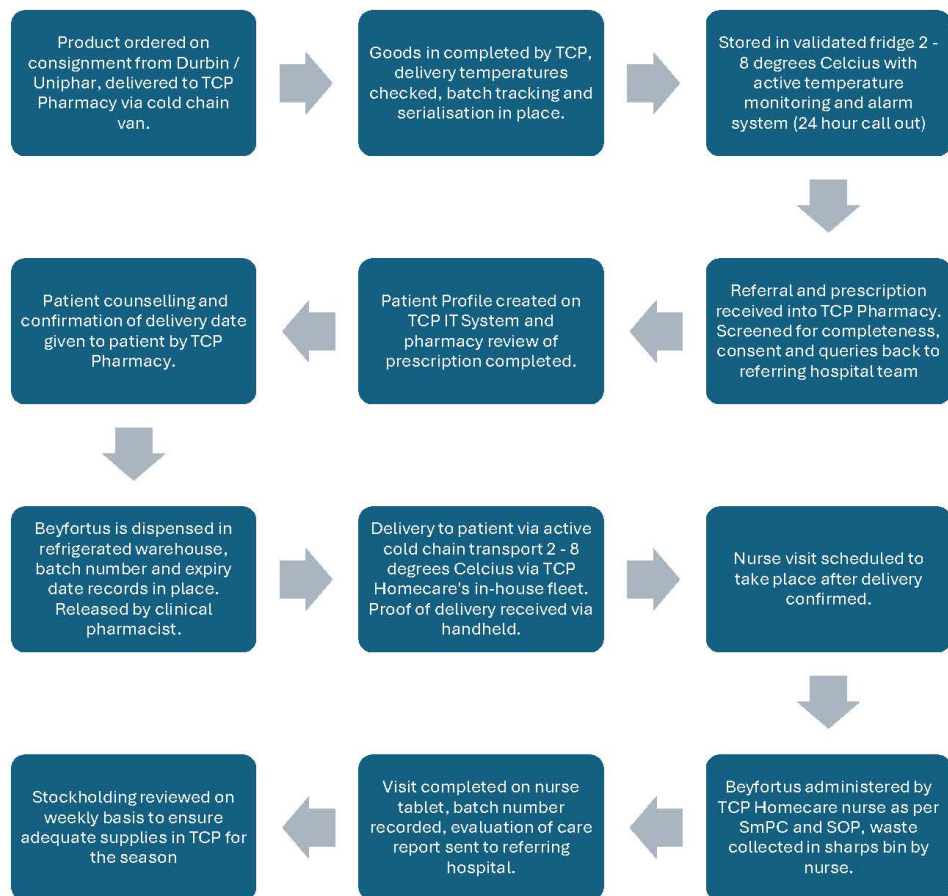 Product ordered on
consignment from Durbin /
Uniphar, delivered to TCP
Pharmacy via cold chain
van.
Goods in completed by TCP,
delivery temperatures
checked, batch tracking and
serialisation in place.
Stored in validated fridge 2 -
8 degrees Celcius with
active temperature
monitoring and alarm
system (24 hour call out)
Referral and prescription
received into TCP Pharmacy.
Screened for completeness,
consent and queries back to
referring hospital team
Patient Profile created on
TCP IT System and
pharmacy review of
prescription completed.
Patient counselling and
confirmation of delivery date
given to patient by TCP
Pharmacy.
Beyfortus is dispensed in
refrigerated warehouse,
batch number and expiry
date records in place.
Released by clinical
pharmacist.
Delivery to patient via active
cold chain transport 2 - 8
degrees Celcius via TCP
Homecare's in-house fleet.
Proof of delivery received via
handheld.
Nurse visit scheduled to
take place after delivery
confirmed.
Beyfortus administered by
TCP Homecare nurse as per
SmPC and SOP, waste
collected in sharps bin by
nurse.
Visit completed on nurse
tablet, batch number
recorded, evaluation of care
report sent to referring
hospital.
Stockholding reviewed on
weekly basis to ensure
adequate supplies in TCP for
the season